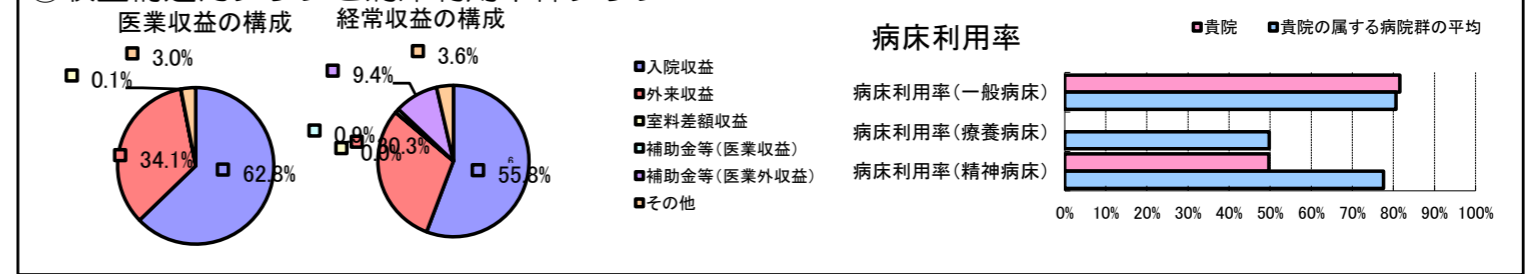 医業収益の構成
3.0%
0.1%
34.1%
62.8%
経常収益の構成
3.6%
9.4%
30.3%
55.8%
入院収益
外来収益
室料差額収益
補助金等(医業収益)
補助金等(医業外収益)
その他
病床利用率
貴院
貴院の属する病院群の平均
病床利用率(一般病床)
病床利用率(療養病床)
病床利用率(精神病床)
0% 10% 20% 30% 40% 50% 60% 70% 80% 90% 100%